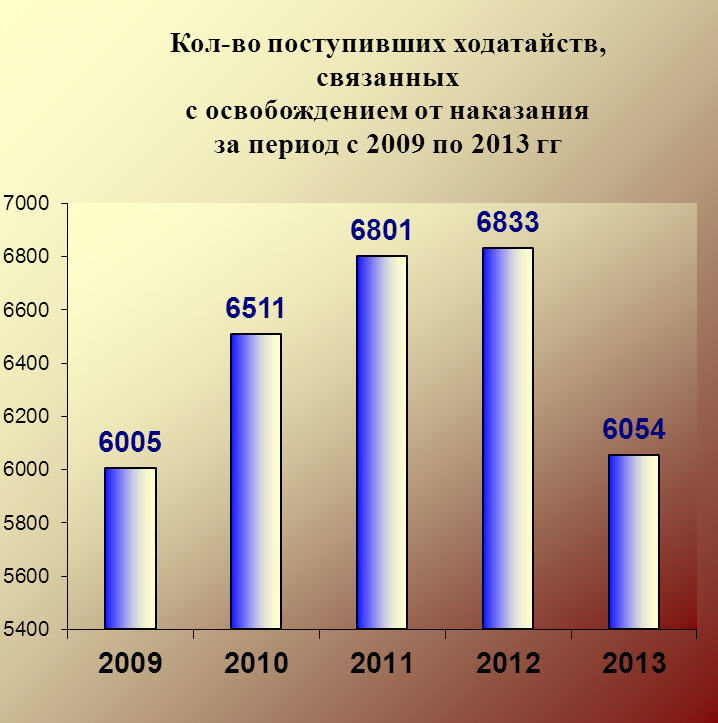 Кол-во поступивших ходатайств,
связанных
с освобождением от наказания
за период с 2009 по 2013 гг
7000
6800
6600
6400
6200
6000
5800
5600
5400
6005
6511
6801
6833
6054
2009 2010 2011 2012 2013